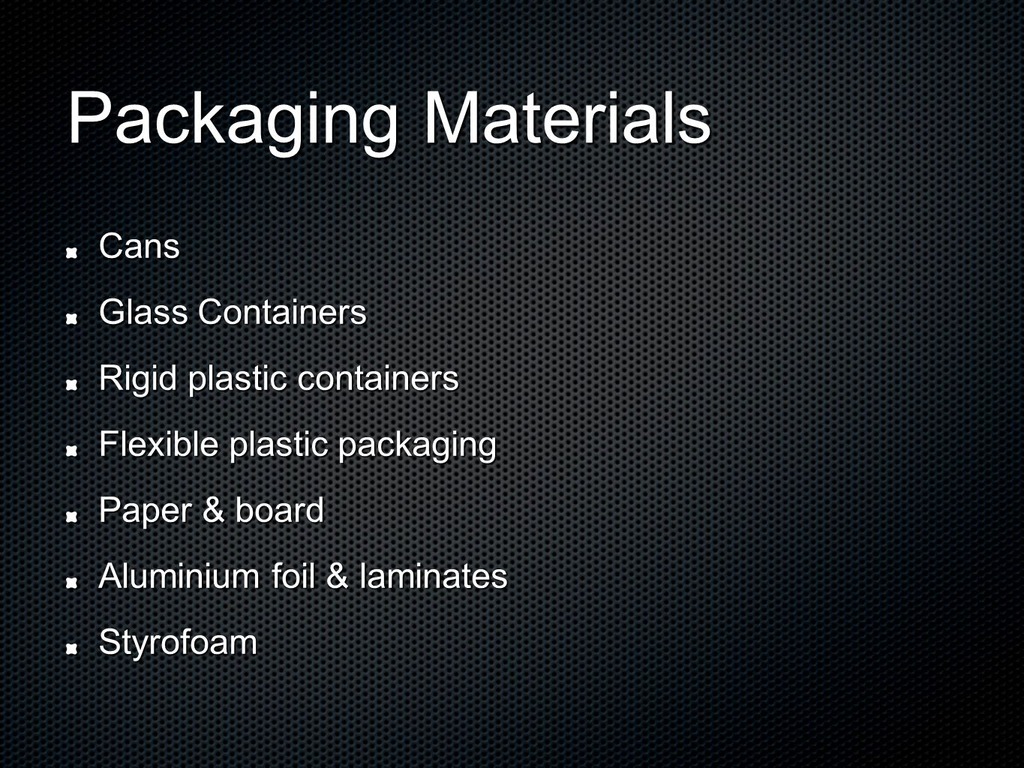 Packaging Materials
Cans
Glass Containers
Rigid plastic containers
Flexible plastic packaging
Paper & board
Aluminium foil & laminates
Styrofoam